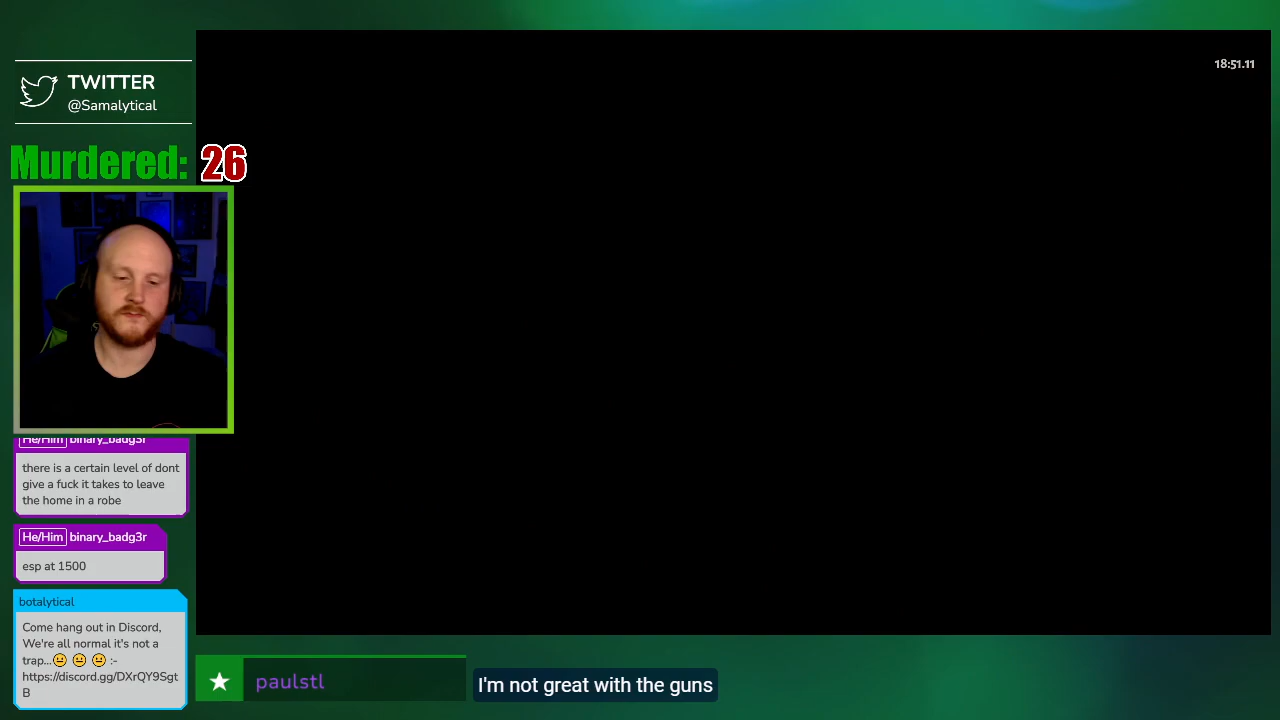 TWITTER
@Samalytical
Murdered: 26
18:51.11
He/Him binary_badg3r
there is a certain level of dont
give a fuck it takes to leave
the home in a robe
He/Him binary_badg3r
esp at 1500
botalytical
Come hang out in Discord,
We're all normal it's not a
trap...😐 😐 😐 :-
https://discord.gg/DXrQY9Sgt
B
paulstl
I'm not great with the guns